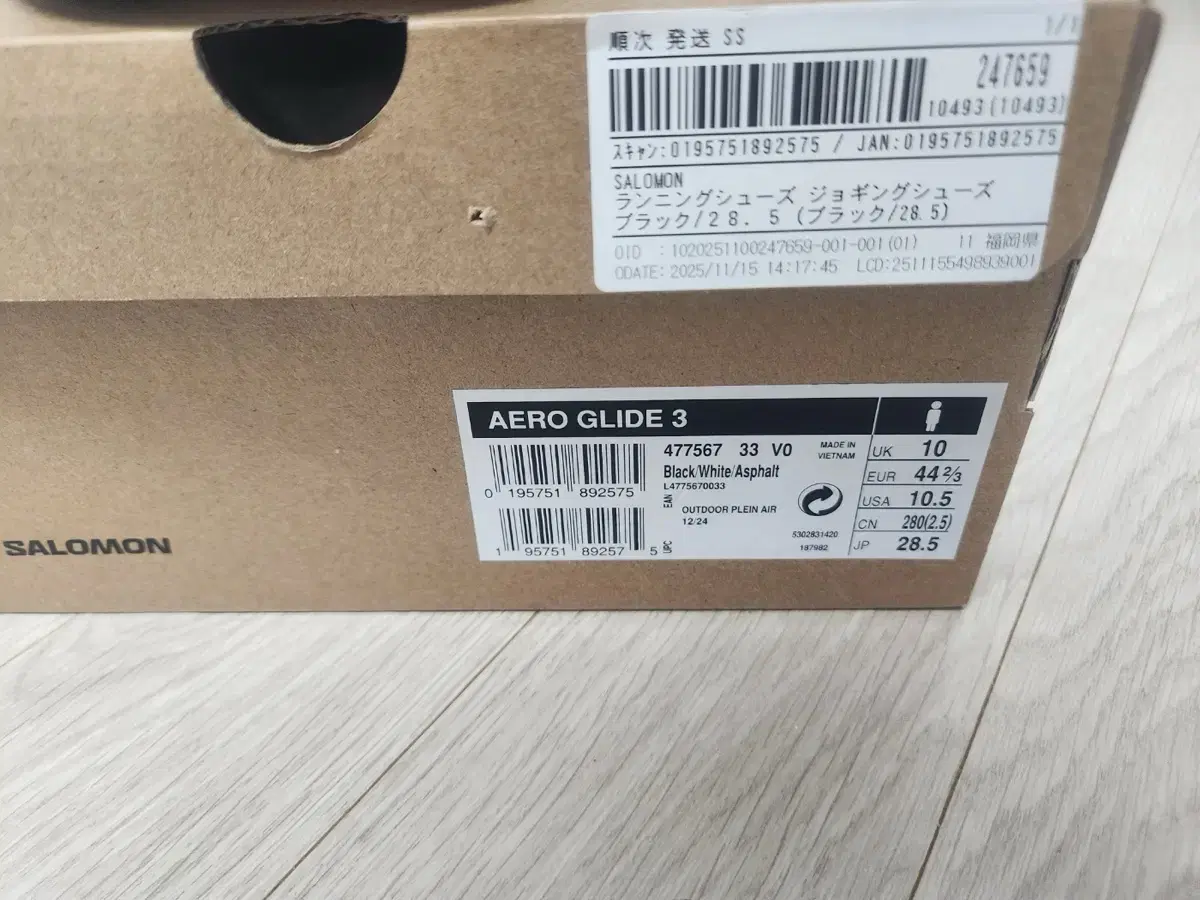 順次 発送 SS
1/1
247659
10493(10493)
スキャン:0195751892575 / JAN:0195751892575
SALOMON
ランニングシューズ ジョギングシューズ
ブラック/28.5 (ブラック/28.5)
OID :1020251100247659-001-001(01) 11 福岡県
ODATE: 2025/11/15 14:17:45 LCD:2511155498939001
AERO GLIDE 3
477567 33 V0
MADE IN
VIETNAM
Black/White/Asphalt
L4775670033
0 195751 892575
EAN
OUTDOOR PLEIN AIR
12/24
1 95751 89257 5
UPC
5302831420
187982
UK 10
EUR 44 2/3
USA 10.5
CN 280(2.5)
JP 28.5
SALOMON